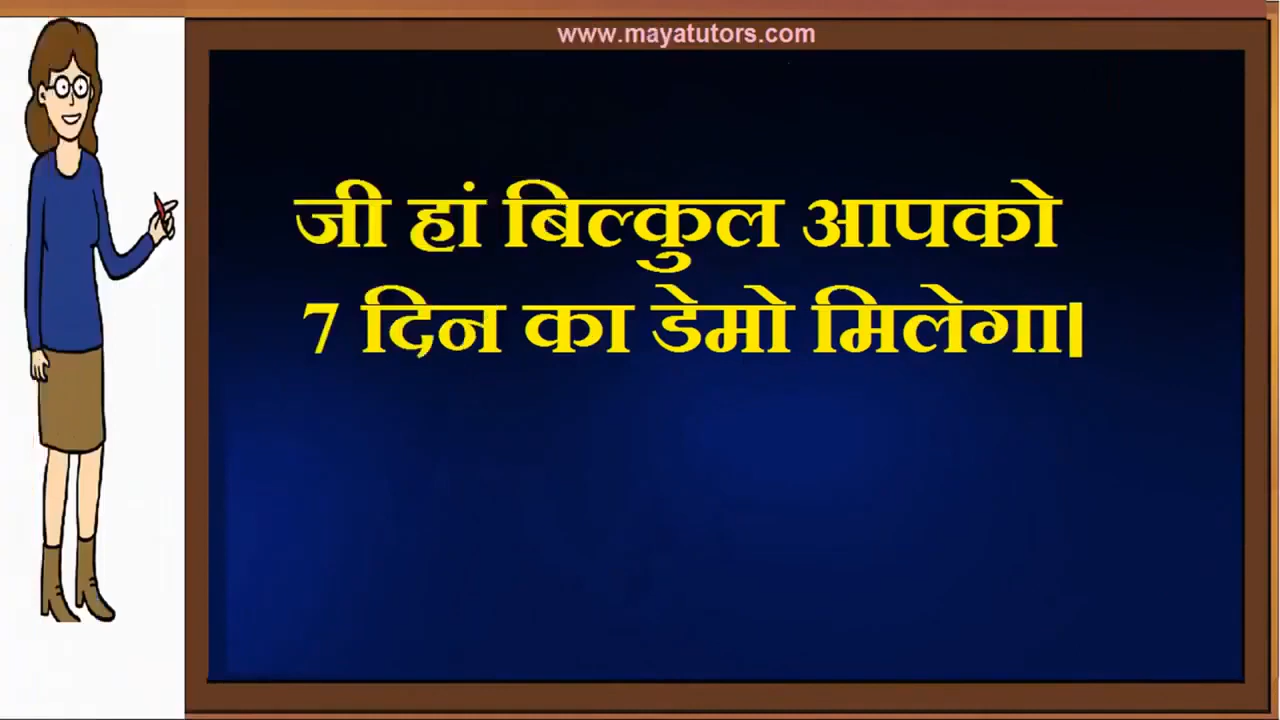 www.mayatutors.com
जी हां बिल्कुल आपको
7 दिन का डेमो मिलेगा।